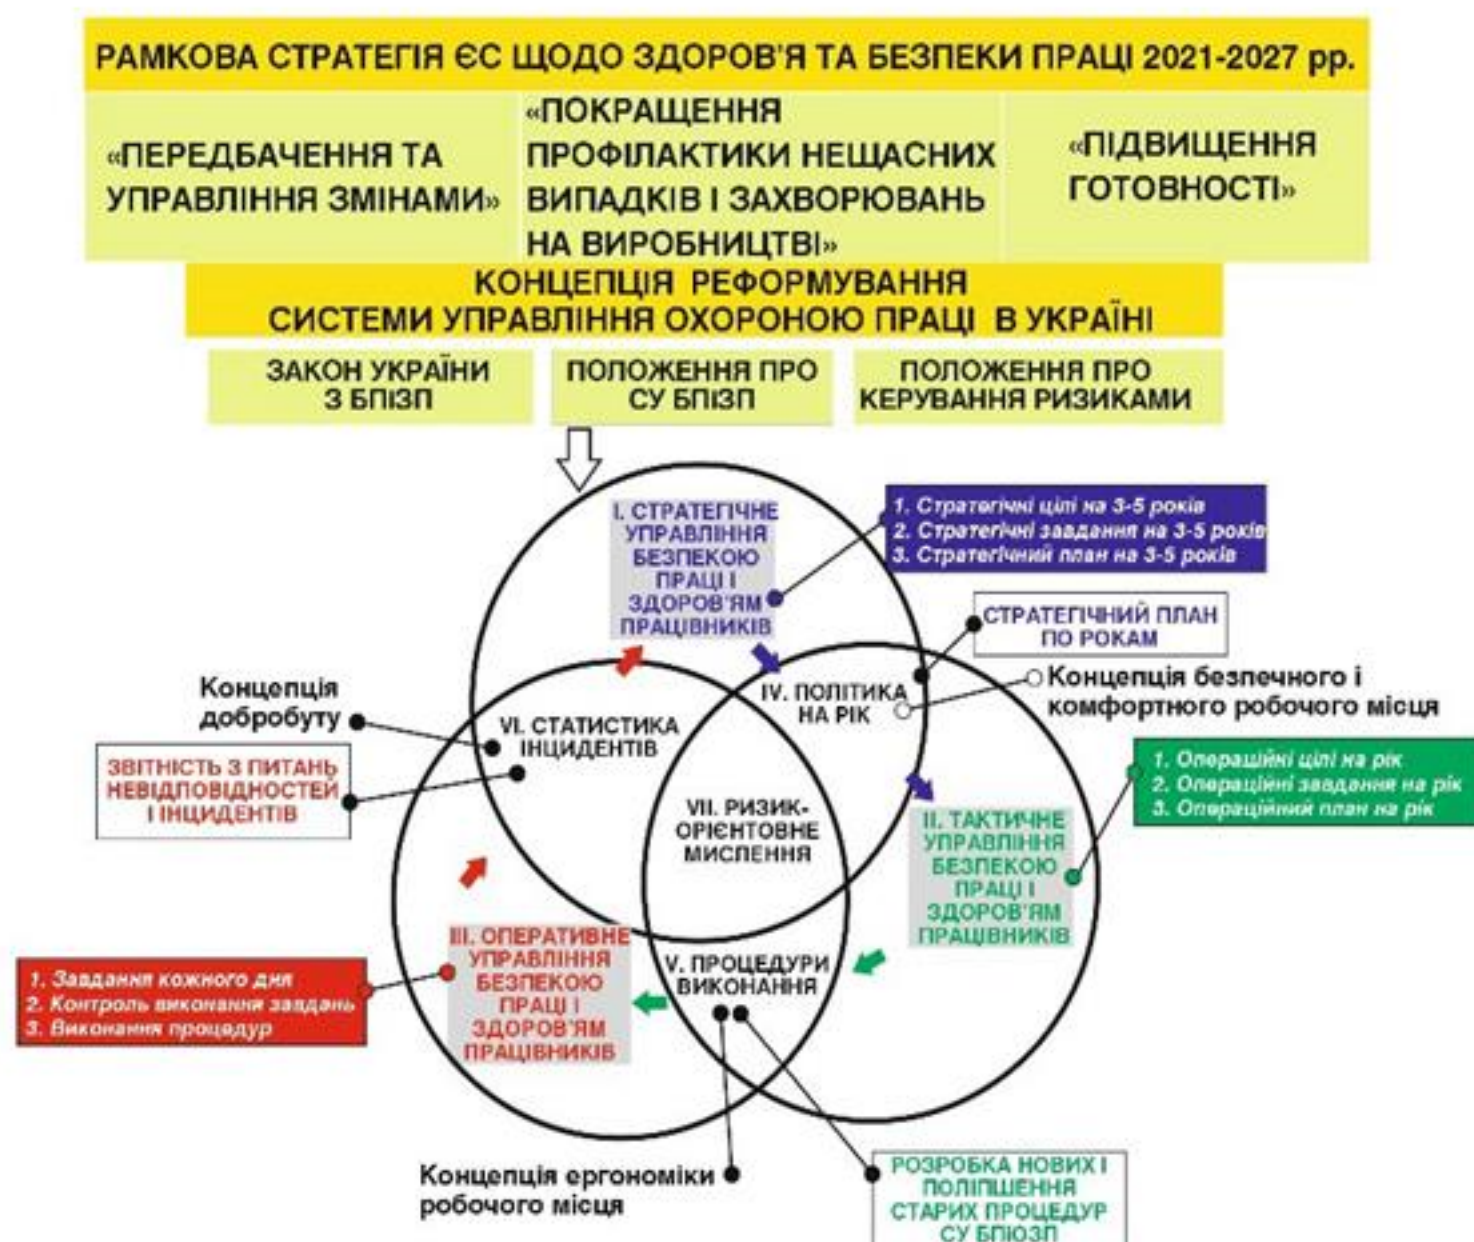 РАМКОВА СТРАТЕГІЯ ЄС ЩОДО ЗДОРОВ'Я ТА БЕЗПЕКИ ПРАЦІ 2021-2027 рр.
«ПЕРЕДБАЧЕННЯ ТА
УПРАВЛІННЯ ЗМІНАМИ»
«ПОКРАЩЕННЯ
ПРОФІЛАКТИКИ НЕЩАСНИХ
ВИПАДКІВ І ЗАХВОРЮВАНЬ
НА ВИРОБНИЦТВІ»
«ПІДВИЩЕННЯ
ГОТОВНОСТІ»
КОНЦЕПЦІЯ РЕФОРМУВАННЯ
СИСТЕМИ УПРАВЛІННЯ ОХОРОНОЮ ПРАЦІ В УКРАЇНІ
ЗАКОН УКРАЇНИ
З БПІЗП
ПОЛОЖЕННЯ ПРО
СУ БПІЗП
ПОЛОЖЕННЯ ПРО
КЕРУВАННЯ РИЗИКАМИ
І. СТРАТЕГІЧНЕ
УПРАВЛІННЯ
БЕЗПЕКОЮ
ПРАЦІ І
ЗДОРОВ'ЯМ
ПРАЦІВНИКІВ
1. Стратегічні цілі на 3-5 років
2. Стратегічні завдання на 3-5 років
3. Стратегічний план на 3-5 років
СТРАТЕГІЧНИЙ ПЛАН
ПО РОКАМ
IV. ПОЛІТИКА
НА РІК
Концепція безпечного і
комфортного робочого місця
Концепція
добробуту
VI. СТАТИСТИКА
ІНЦИДЕНТІВ
ЗВІТНІСТЬ З ПИТАНЬ
НЕВІДПОВІДНОСТЕЙ
І ІНЦИДЕНТІВ
1. Операційні цілі на рік
2. Операційні завдання на рік
3. Операційний план на рік
VII. РИЗИК-
ОРІЄНТОВНЕ
МИСЛЕННЯ
ІІ. ТАКТИЧНЕ
УПРАВЛІННЯ
БЕЗПЕКОЮ
ПРАЦІ І
ЗДОРОВ'ЯМ
ПРАЦІВНИКІВ
ІІІ. ОПЕРАТИВНЕ
УПРАВЛІННЯ
БЕЗПЕКОЮ
ПРАЦІ І
ЗДОРОВ'ЯМ
ПРАЦІВНИКІВ
V. ПРОЦЕДУРИ
ВИКОНАННЯ
1. Завдання кожного дня
2. Контроль виконання завдань
3. Виконання процедур
Концепція ергономіки
робочого місця
РОЗРОБКА НОВИХ І
ПОЛІПШЕННЯ
СТАРИХ ПРОЦЕДУР
СУ БПІОЗП